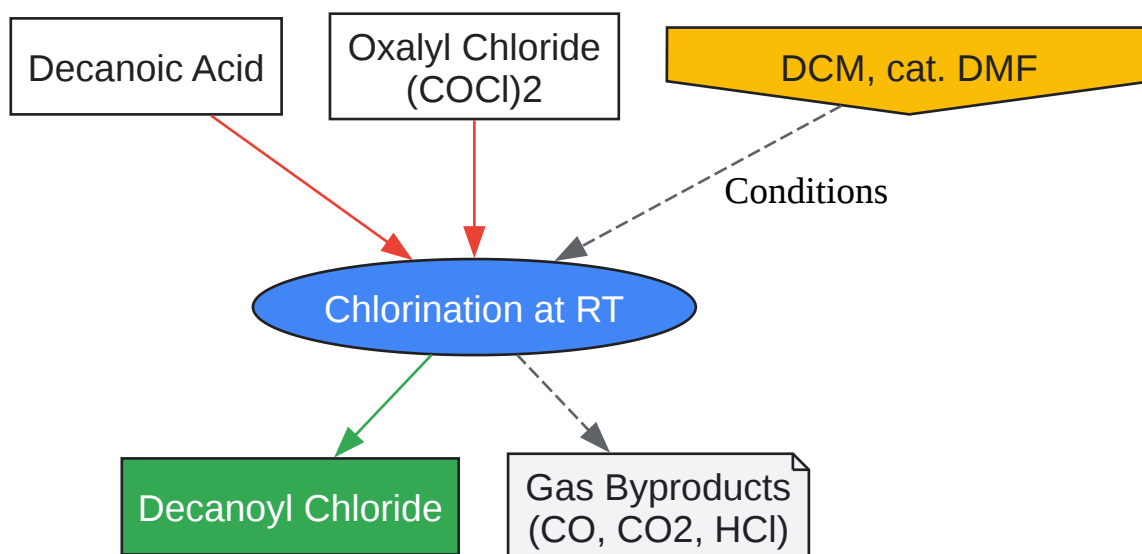 Decanoic Acid
Oxalyl Chloride
(COCl)2
DCM, cat. DMF
Conditions
Chlorination at RT
Decanoyl Chloride
Gas Byproducts
(CO, CO2, HCl)